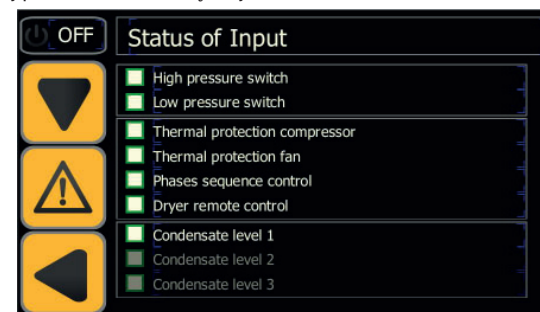 OFF
Status of Input
High pressure switch
Low pressure switch
Thermal protection compressor
Thermal protection fan
Phases sequence control
Dryer remote control
Condensate level 1
Condensate level 2
Condensate level 3